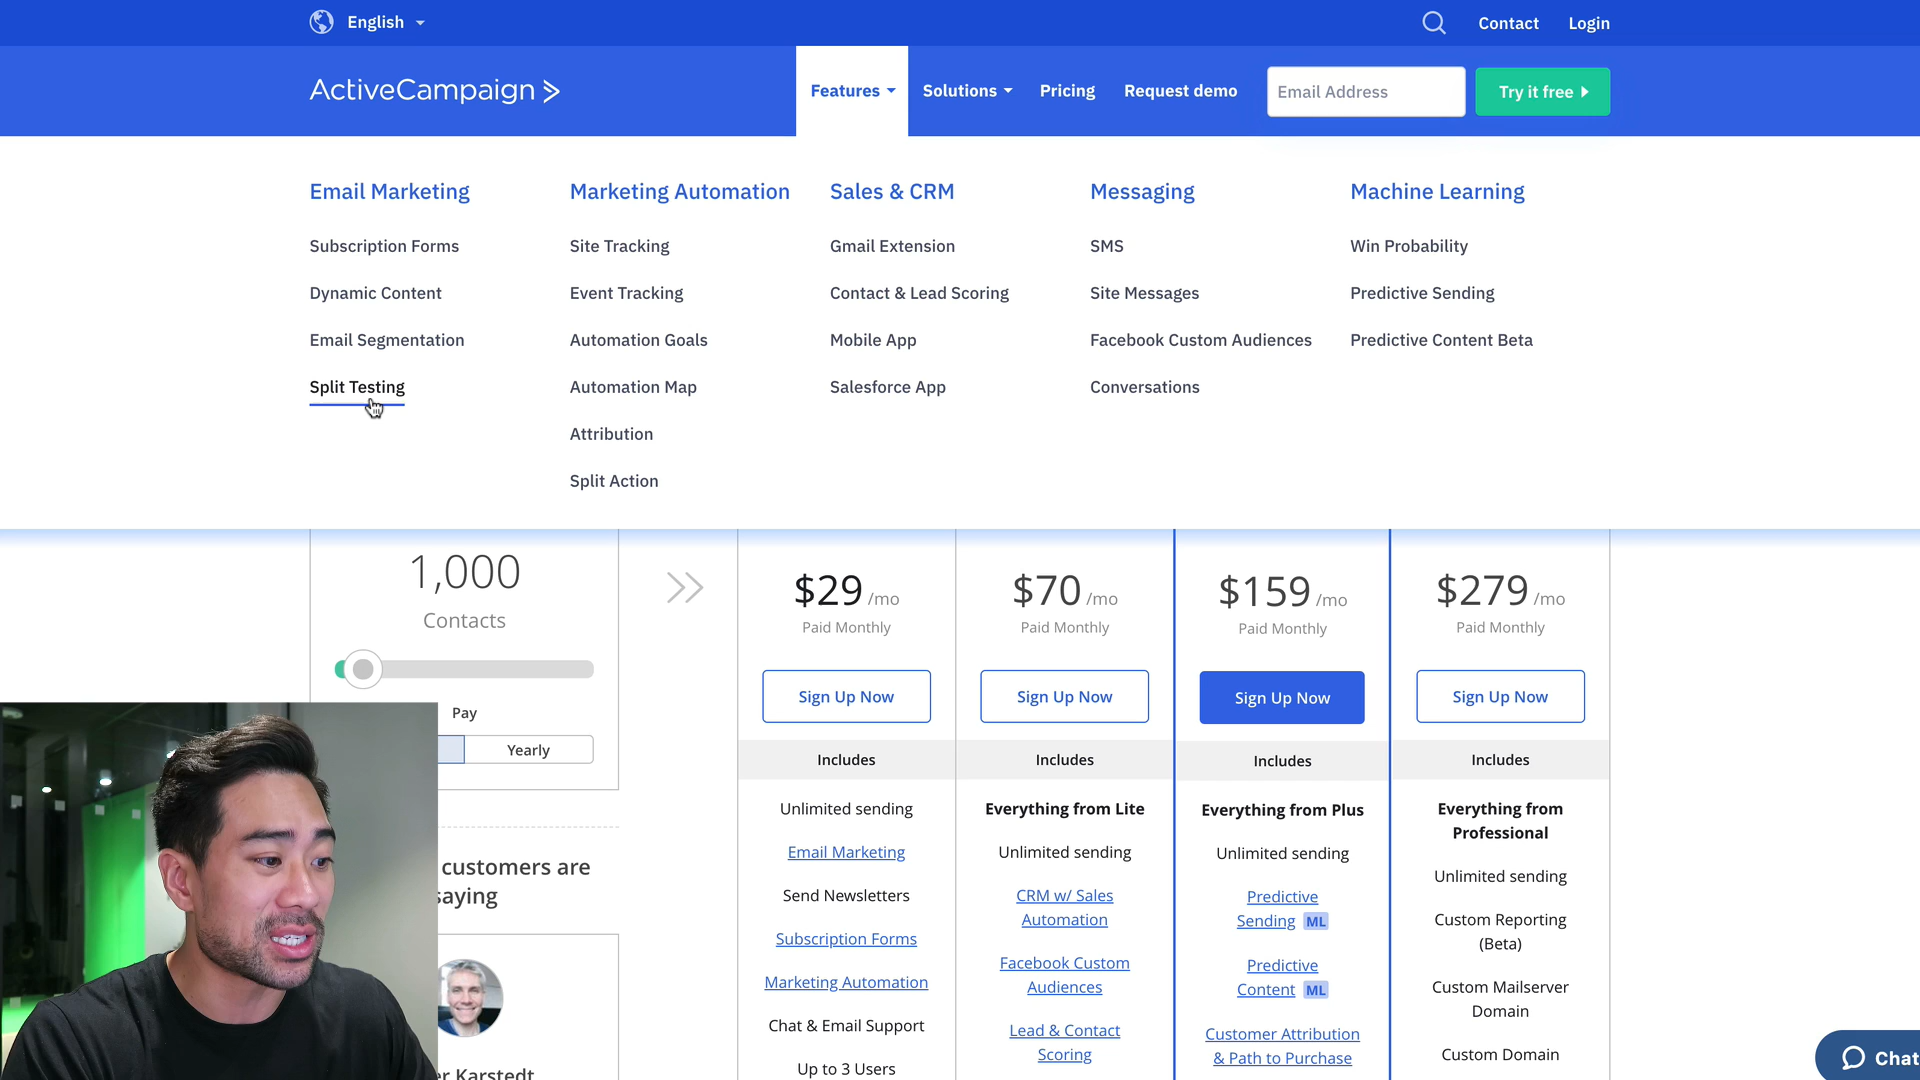 English
Contact
Login
ActiveCampaign
Features
Solutions
Pricing
Request demo
Email Address
Try it free
Email Marketing
Subscription Forms
Dynamic Content
Email Segmentation
Split Testing
Marketing Automation
Site Tracking
Event Tracking
Automation Goals
Automation Map
Attribution
Split Action
Sales & CRM
Gmail Extension
Contact & Lead Scoring
Mobile App
Salesforce App
Messaging
SMS
Site Messages
Facebook Custom Audiences
Conversations
Machine Learning
Win Probability
Predictive Sending
Predictive Content Beta
1,000
Contacts
Pay
Yearly
customers are
saying
Karstedt
$29 /mo
Paid Monthly
Sign Up Now
Includes
Unlimited sending
Email Marketing
Send Newsletters
Subscription Forms
Marketing Automation
Chat & Email Support
Up to 3 Users
$70 /mo
Paid Monthly
Sign Up Now
Includes
Everything from Lite
Unlimited sending
CRM w/ Sales
Automation
Facebook Custom
Audiences
Lead & Contact
Scoring
$159 /mo
Paid Monthly
Sign Up Now
Includes
Everything from Plus
Unlimited sending
Predictive
Sending ML
Predictive
Content ML
Customer Attribution
& Path to Purchase
$279 /mo
Paid Monthly
Sign Up Now
Includes
Everything from
Professional
Unlimited sending
Custom Reporting
(Beta)
Custom Mailserver
Domain
Custom Domain
Chat